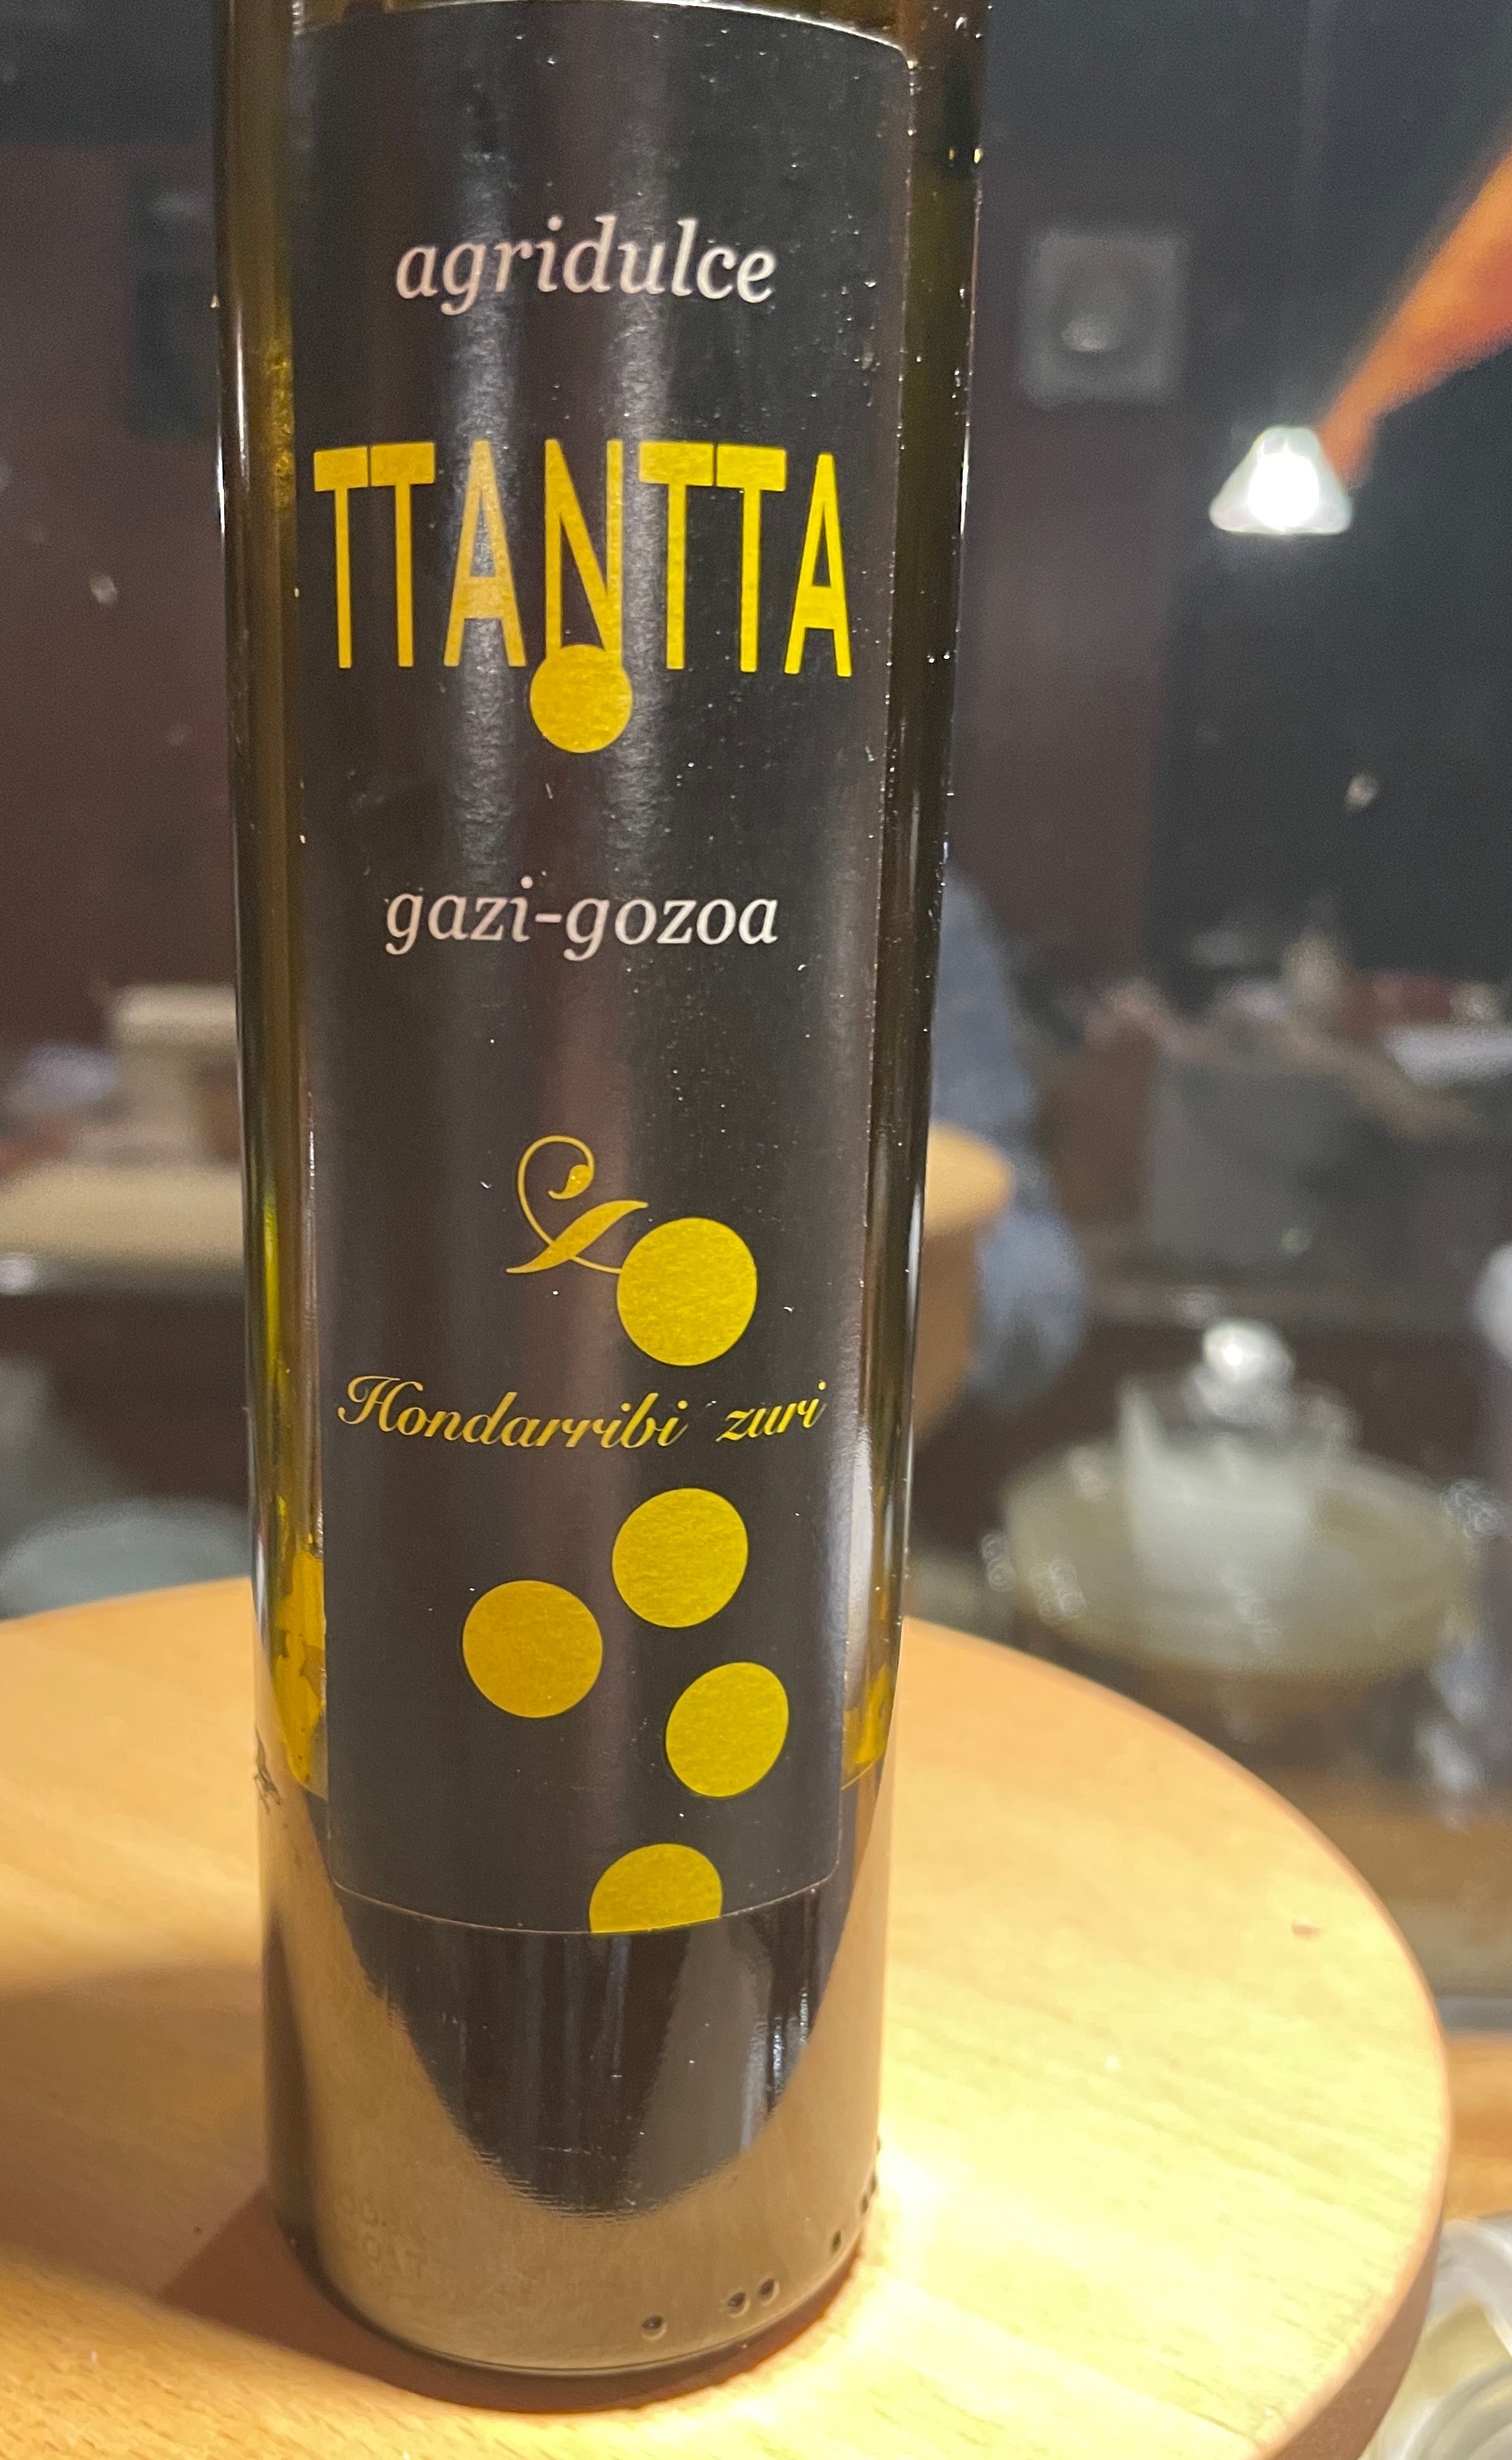 agridulce
TTANTTA
gazi-gozoa
Hondarribi zuri